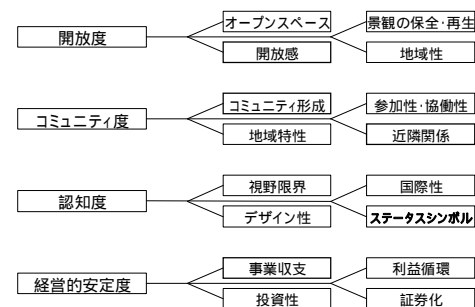 オープンスペース
景観の保全・再生
開放度
開放感
地域性
コミュニティ形成
参加性・協働性
コミュニティ度
地域特性
近隣関係
視野限界
国際性
認知度
デザイン性
ステータスシンボル
事業収支
利益循環
経営的安定度
投資性
証券化